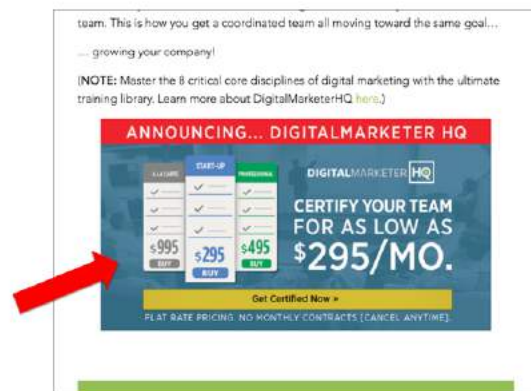 team. This is how you get a coordinated team all moving toward the same goal…
… growing your company!
(NOTE: Master the 8 critical core disciplines of digital marketing with the ultimate
training library. Learn more about DigitalMarketerHQ here.)
ANNOUNCING... DIGITALMARKETER HQ
A LA CARTE
START-UP
PROFESSIONAL
DIGITALMARKETER HQ
CERTIFY YOUR TEAM
FOR AS LOW AS
$295/MO.
$995
$295
$495
BUY
BUY
BUY
Get Certified Now »
FLAT RATE PRICING. NO MONTHLY CONTRACTS (CANCEL ANYTIME).